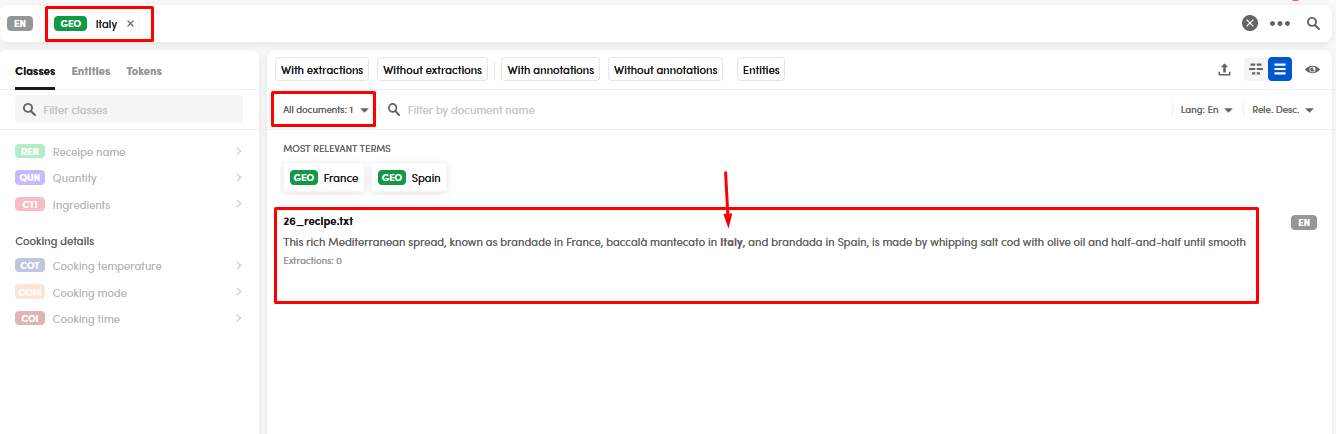 EN GEO Italy ×
Classes Entities Tokens
Filter classes
REN Receipe name
QUN Quantity
CTI Ingredients
Cooking details
COT Cooking temperature
COM Cooking mode
COI Cooking time
With extractions Without extractions With annotations Without annotations Entities
All documents: 1 Filter by document name Lang: En Rele. Desc.
MOST RELEVANT TERMS
GEO France GEO Spain
26_recipe.txt EN
This rich Mediterranean spread, known as brandade in France, baccalà mantecato in Italy, and brandada in Spain, is made by whipping salt cod with olive oil and half-and-half until smooth
Extractions: 0